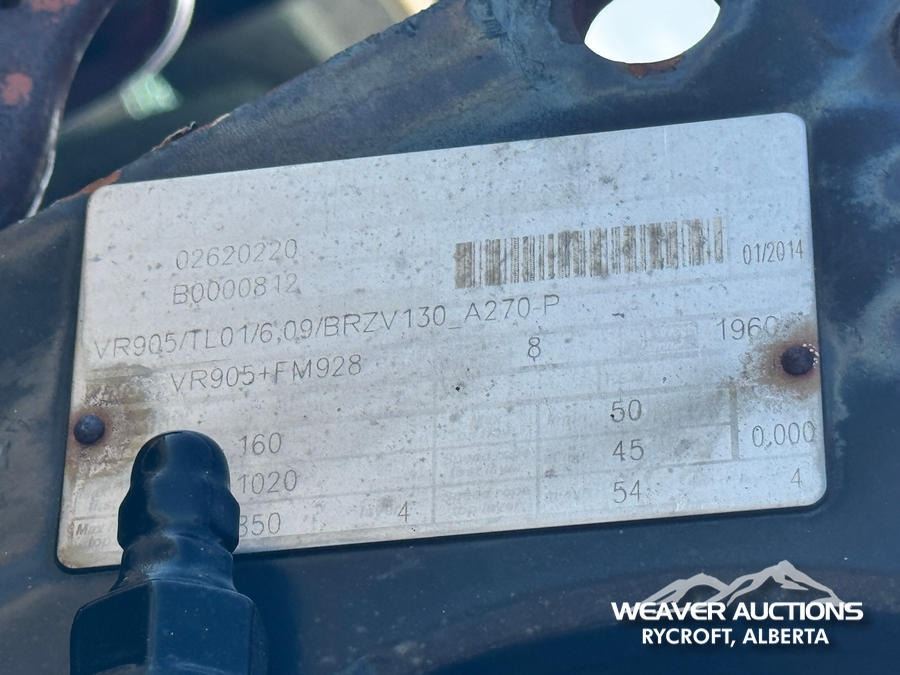 02620220
01/2014
B0000812
VR905/TL01/6,09/BRZV130_A270-P
VR905+FM928 8 1960
160 50
1020 45 0,000
350 4 54 4
WEAVER AUCTIONS
RYCROFT, ALBERTA